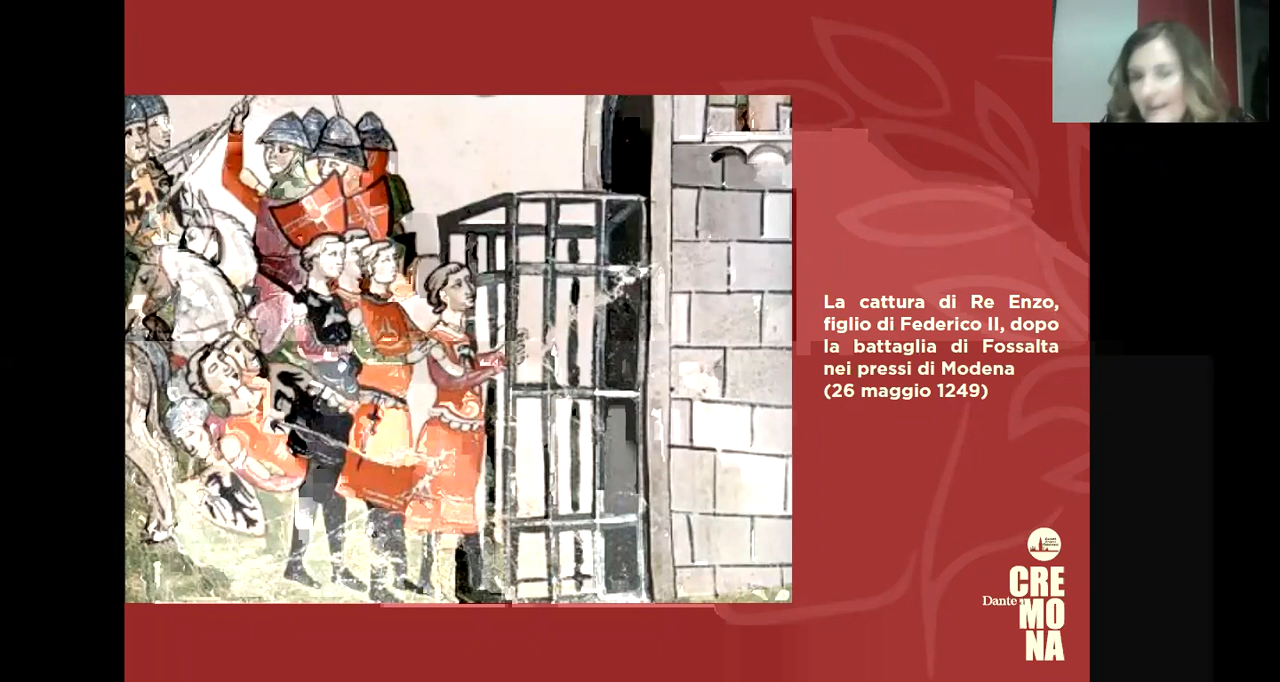 La cattura di Re Enzo,
figlio di Federico II, dopo
la battaglia di Fossalta
nei pressi di Modena
(26 maggio 1249)
CRE
Dante a
MO
NA